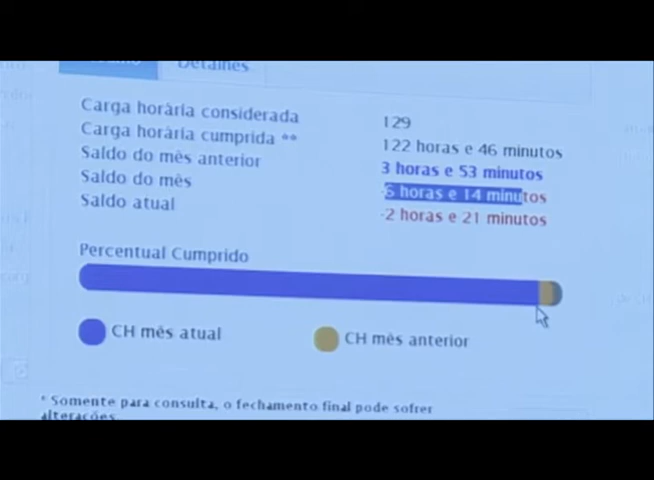 Detalhes
Carga horária considerada 129
Carga horária cumprida ** 122 horas e 46 minutos
Saldo do mês anterior 3 horas e 53 minutos
Saldo do mês -6 horas e 14 minutos
Saldo atual -2 horas e 21 minutos
Percentual Cumprido
CH mês atual CH mês anterior
* Somente para consulta, o fechamento final pode sofrer
alterações.